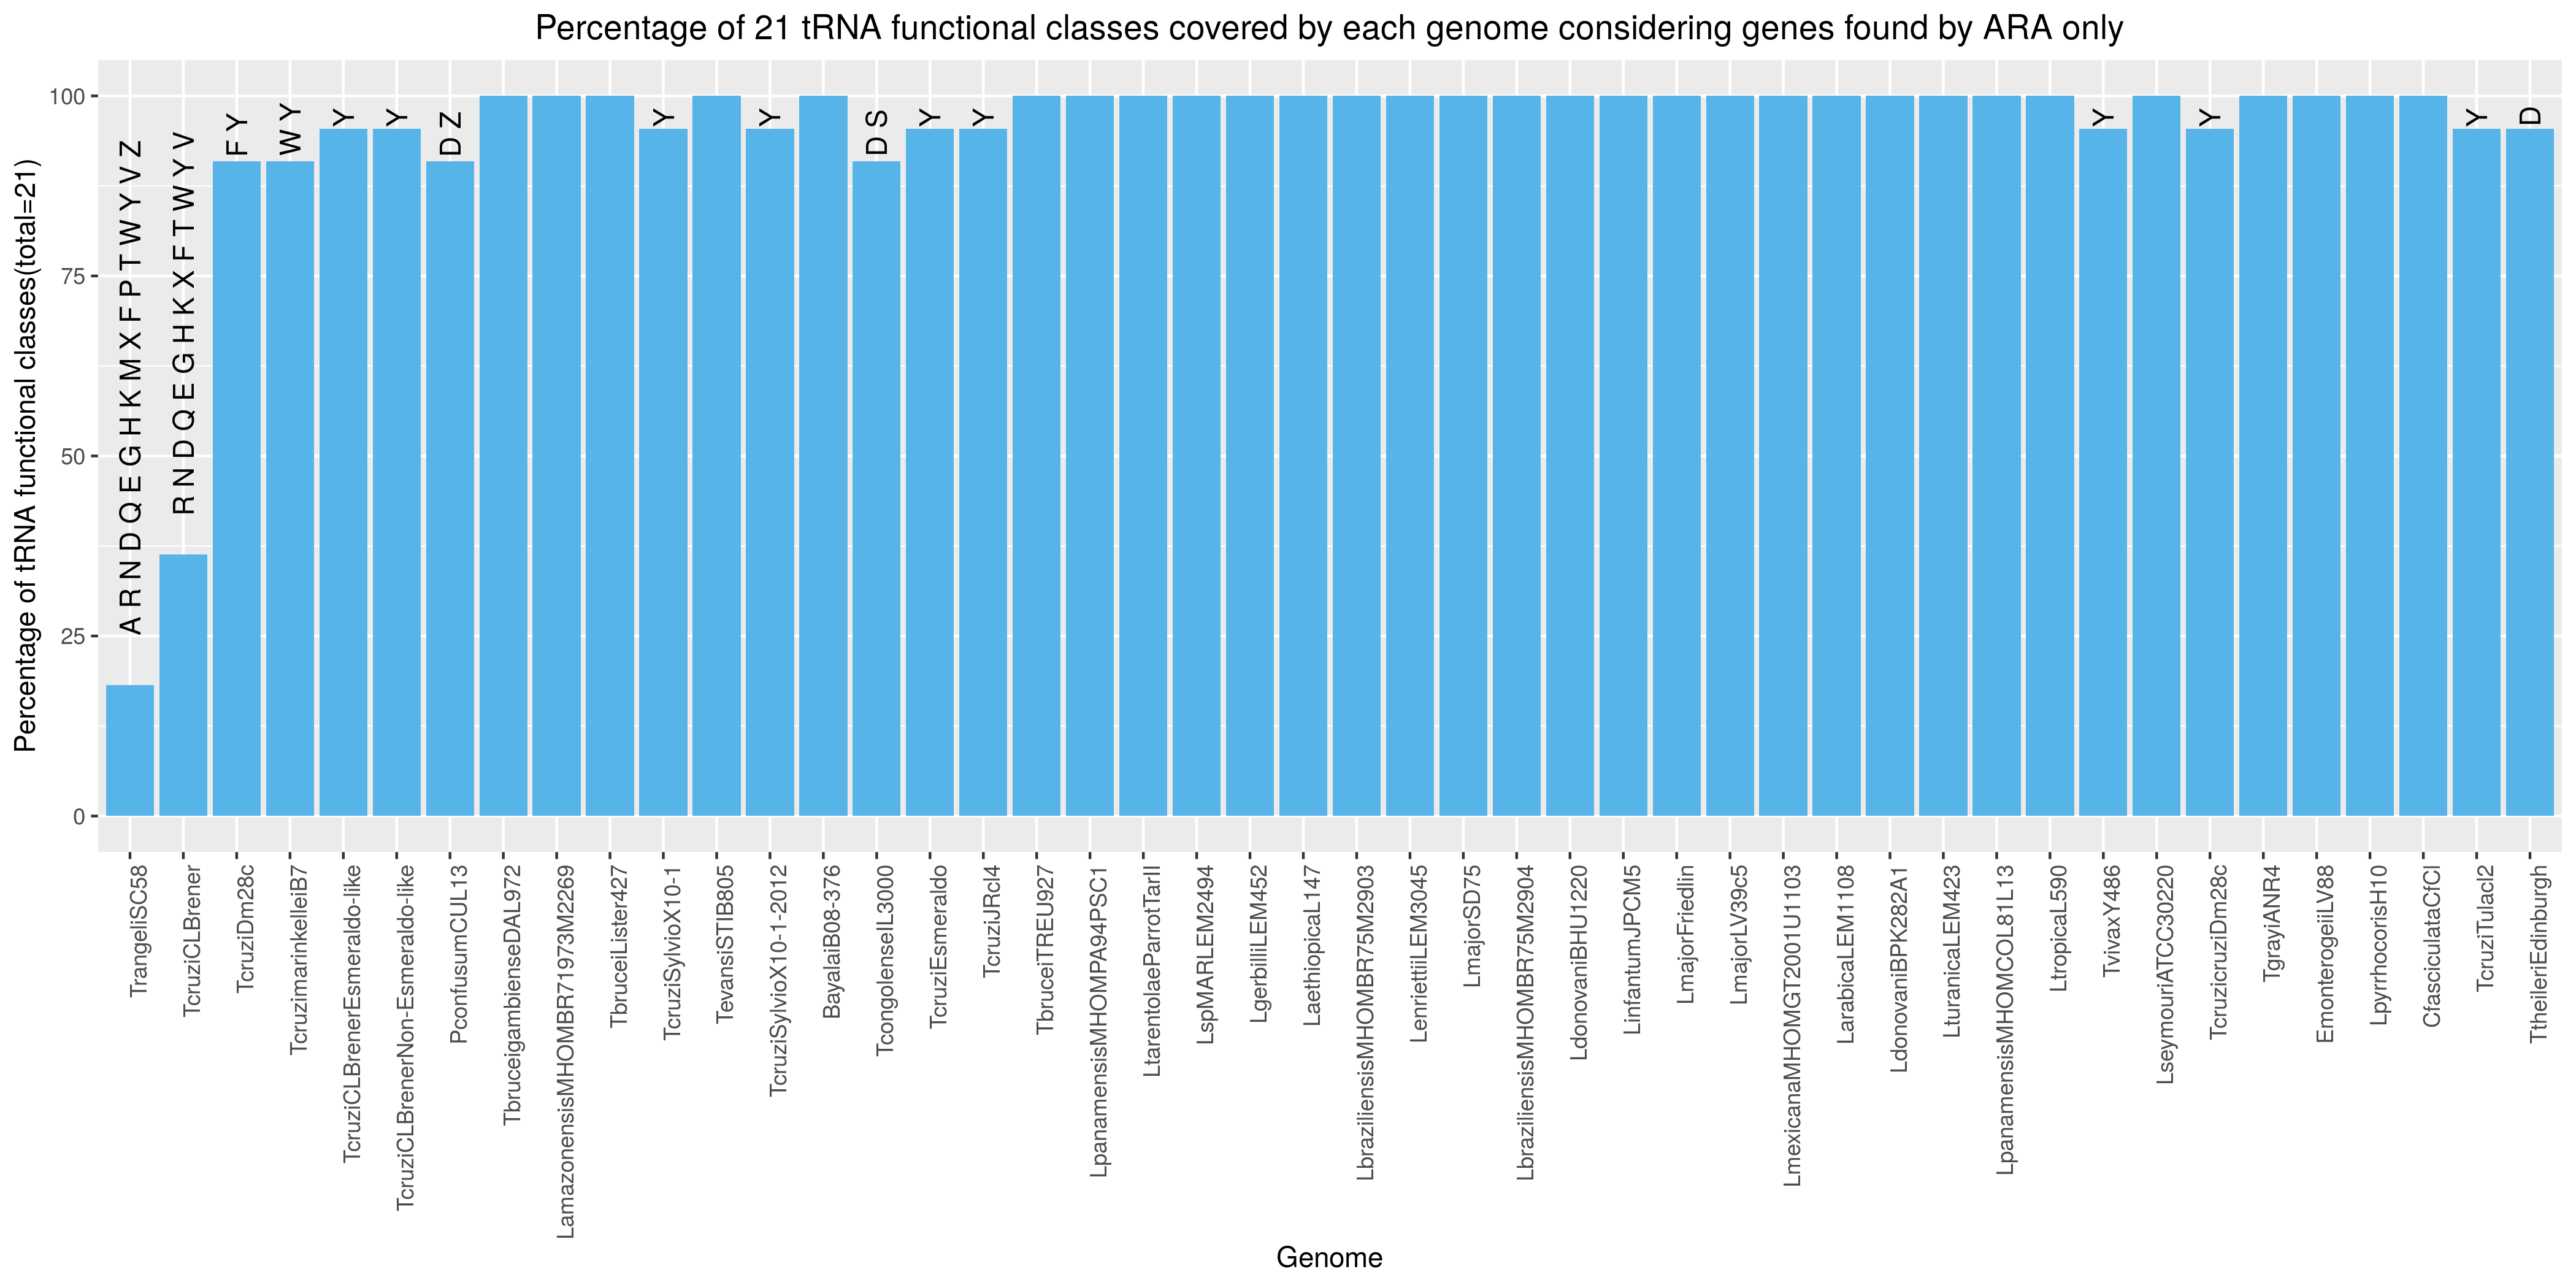 Percentage of 21 tRNA functional classes covered by each genome considering genes found by ARA only
Percentage of tRNA functional classes(total=21)
100
75
50
25
0
A R N D Q E G H K M X F P T W Y V Z
R N D Q E G H K X F T W Y V
F Y
W Y
Y
Y
D Z
Y
Y
D S
Y
Y
Y
Y
Y
D
TrangeliSC58
TcruziCLBrener
TcruziDm28c
TcruzimarinkelleiB7
TcruziCLBrenerEsmeraldo-like
TcruziCLBrenerNon-Esmeraldo-like
PconfusumCUL13
TbruceigambienseDAL972
LamazonensisMHOMBR71973M2269
TbruceiLister427
TcruziSylvioX10-1
TevansiSTIB805
TcruziSylvioX10-1-2012
BayalaiB08-376
TcongolenseIL3000
TcruziEsmeraldo
TcruziJRcl4
TbruceiTREU927
LpanamensisMHOMPA94PSC1
LtarentolaeParrotTarII
LspMARLEM2494
LgerbilliLEM452
LaethiopicaL147
LbraziliensisMHOMBR75M2903
LenriettiiLEM3045
LmajorSD75
LbraziliensisMHOMBR75M2904
LdonovaniBHU1220
LinfantumJPCM5
LmajorFriedlin
LmajorLV39c5
LmexicanaMHOMGT2001U1103
LarabicaLEM1108
LdonovaniBPK282A1
LturanicaLEM423
LpanamensisMHOMCOL81L13
LtropicaL590
TvivaxY486
LseymouriATCC30220
TcruzicruziDm28c
TgrayiANR4
EmonterogeiiLV88
LpyrrhocorisH10
CfasciculataCfCl
TcruziTulacl2
TtheileriEdinburgh
Genome